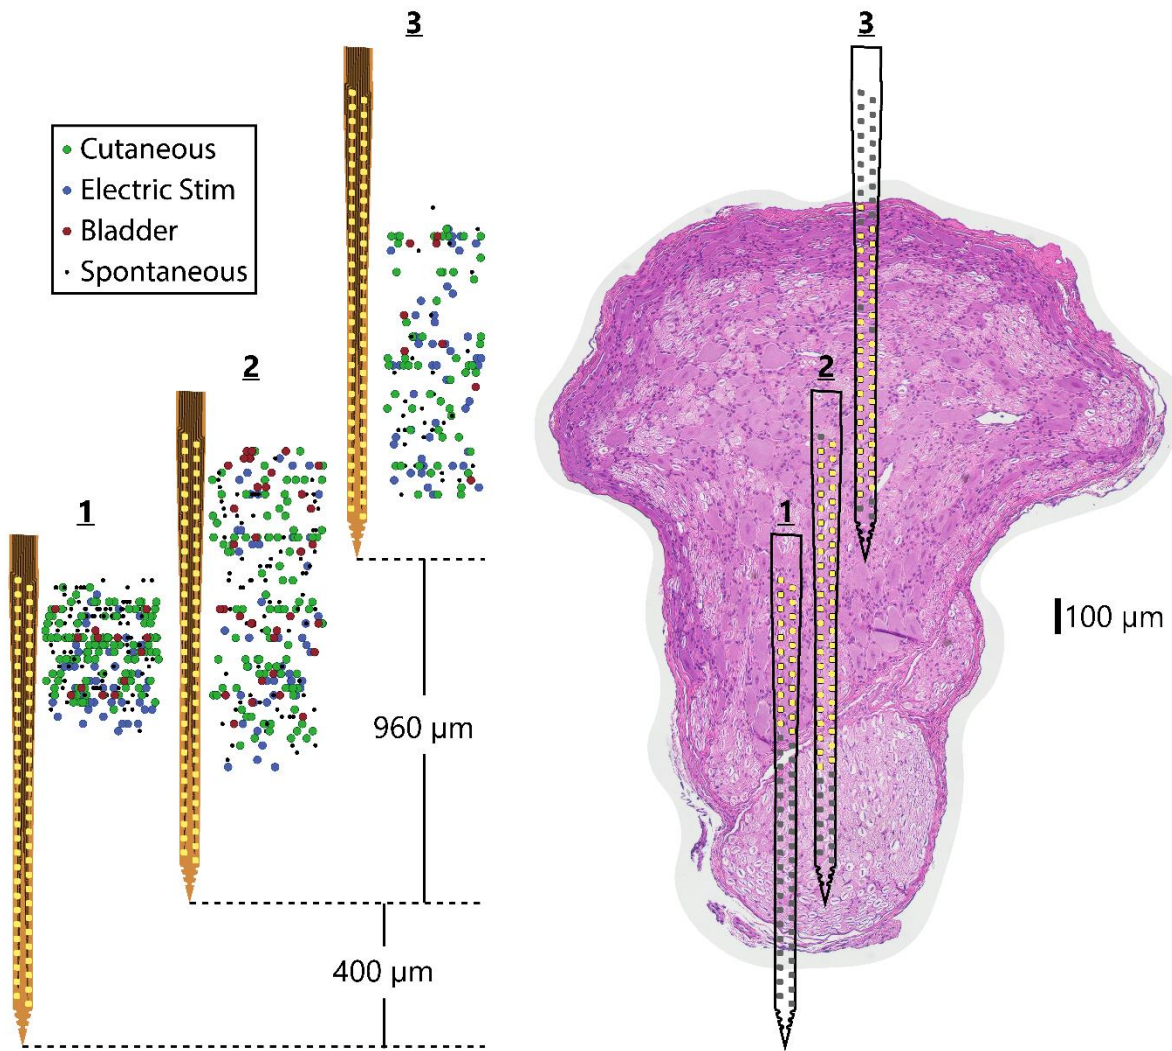 3
Cutaneous
Electric Stim
Bladder
Spontaneous
2
1
960 µm
400 µm
3
2
1
100 µm